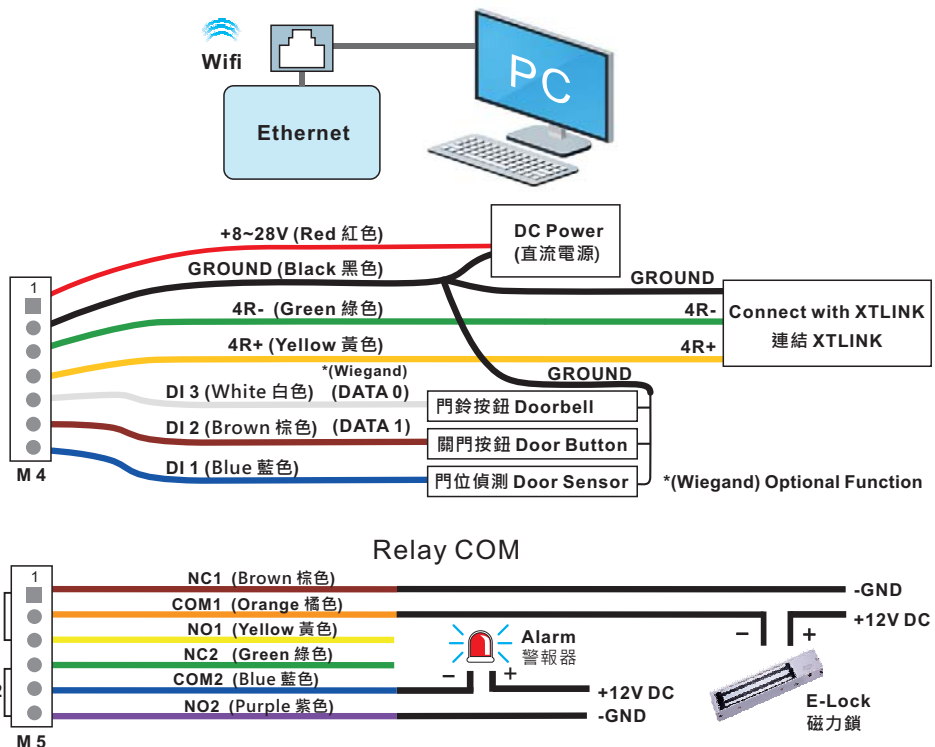 Wifi
PC
Ethernet
+8~28V (Red 紅色)
DC Power
(直流電源)
GROUND (Black 黑色)
GROUND
1
4R- (Green 綠色)
4R-
Connect with XTLINK
連結 XTLINK
4R+ (Yellow 黃色)
4R+
*(Wiegand)
GROUND
DI 3 (White 白色) (DATA 0)
門鈴按鈕 Doorbell
DI 2 (Brown 棕色) (DATA 1)
關門按鈕 Door Button
DI 1 (Blue 藍色)
門位偵測 Door Sensor
*(Wiegand) Optional Function
M 4
Relay COM
1
NC1 (Brown 棕色)
-GND
COM1 (Orange 橘色)
+12V DC
NO1 (Yellow 黃色)
Alarm
警報器
− +
NC2 (Green 綠色)
− +
COM2 (Blue 藍色)
+12V DC
NO2 (Purple 紫色)
-GND
E-Lock
磁力鎖
M 5